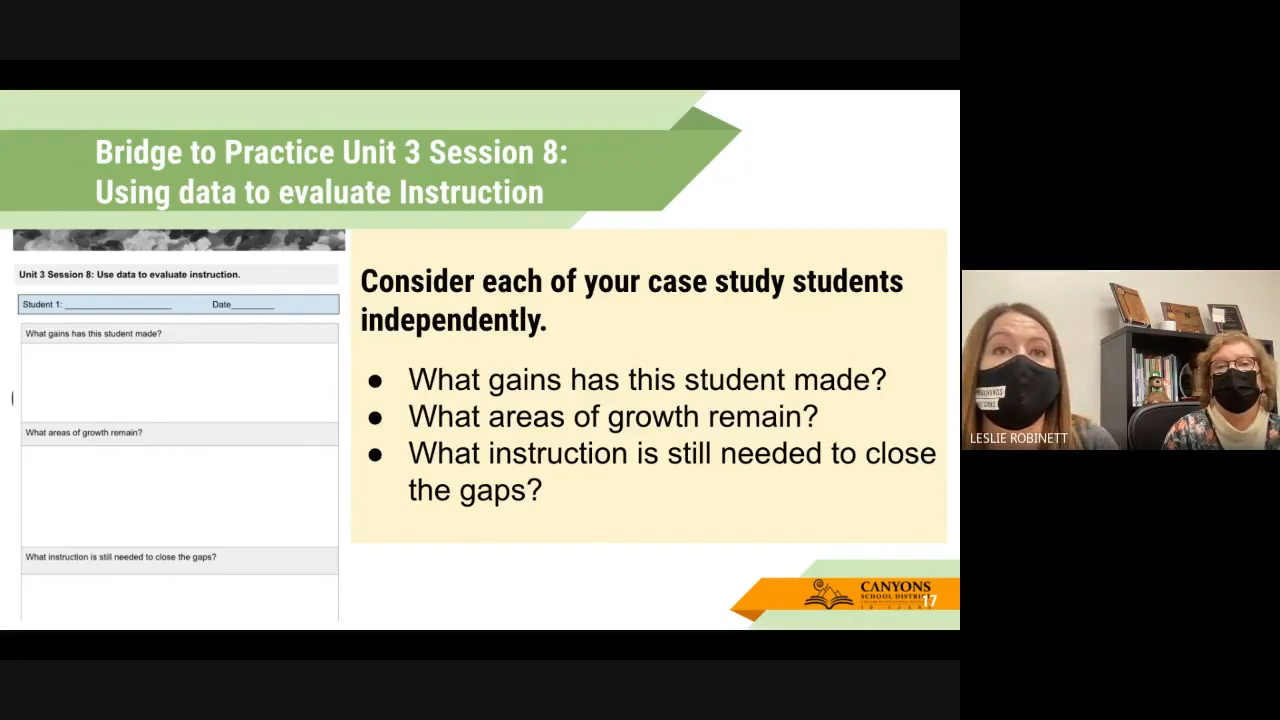 Bridge to Practice Unit 3 Session 8:
Using data to evaluate Instruction
Unit 3 Session 8: Use data to evaluate instruction.
Student 1: ______________________ Date_________
What gains has this student made?
What areas of growth remain?
What instruction is still needed to close the gaps?
Consider each of your case study students
independently.
● What gains has this student made?
● What areas of growth remain?
● What instruction is still needed to close
the gaps?
CANYONS
SCHOOL DISTRICT
17
LESLIE ROBINETT